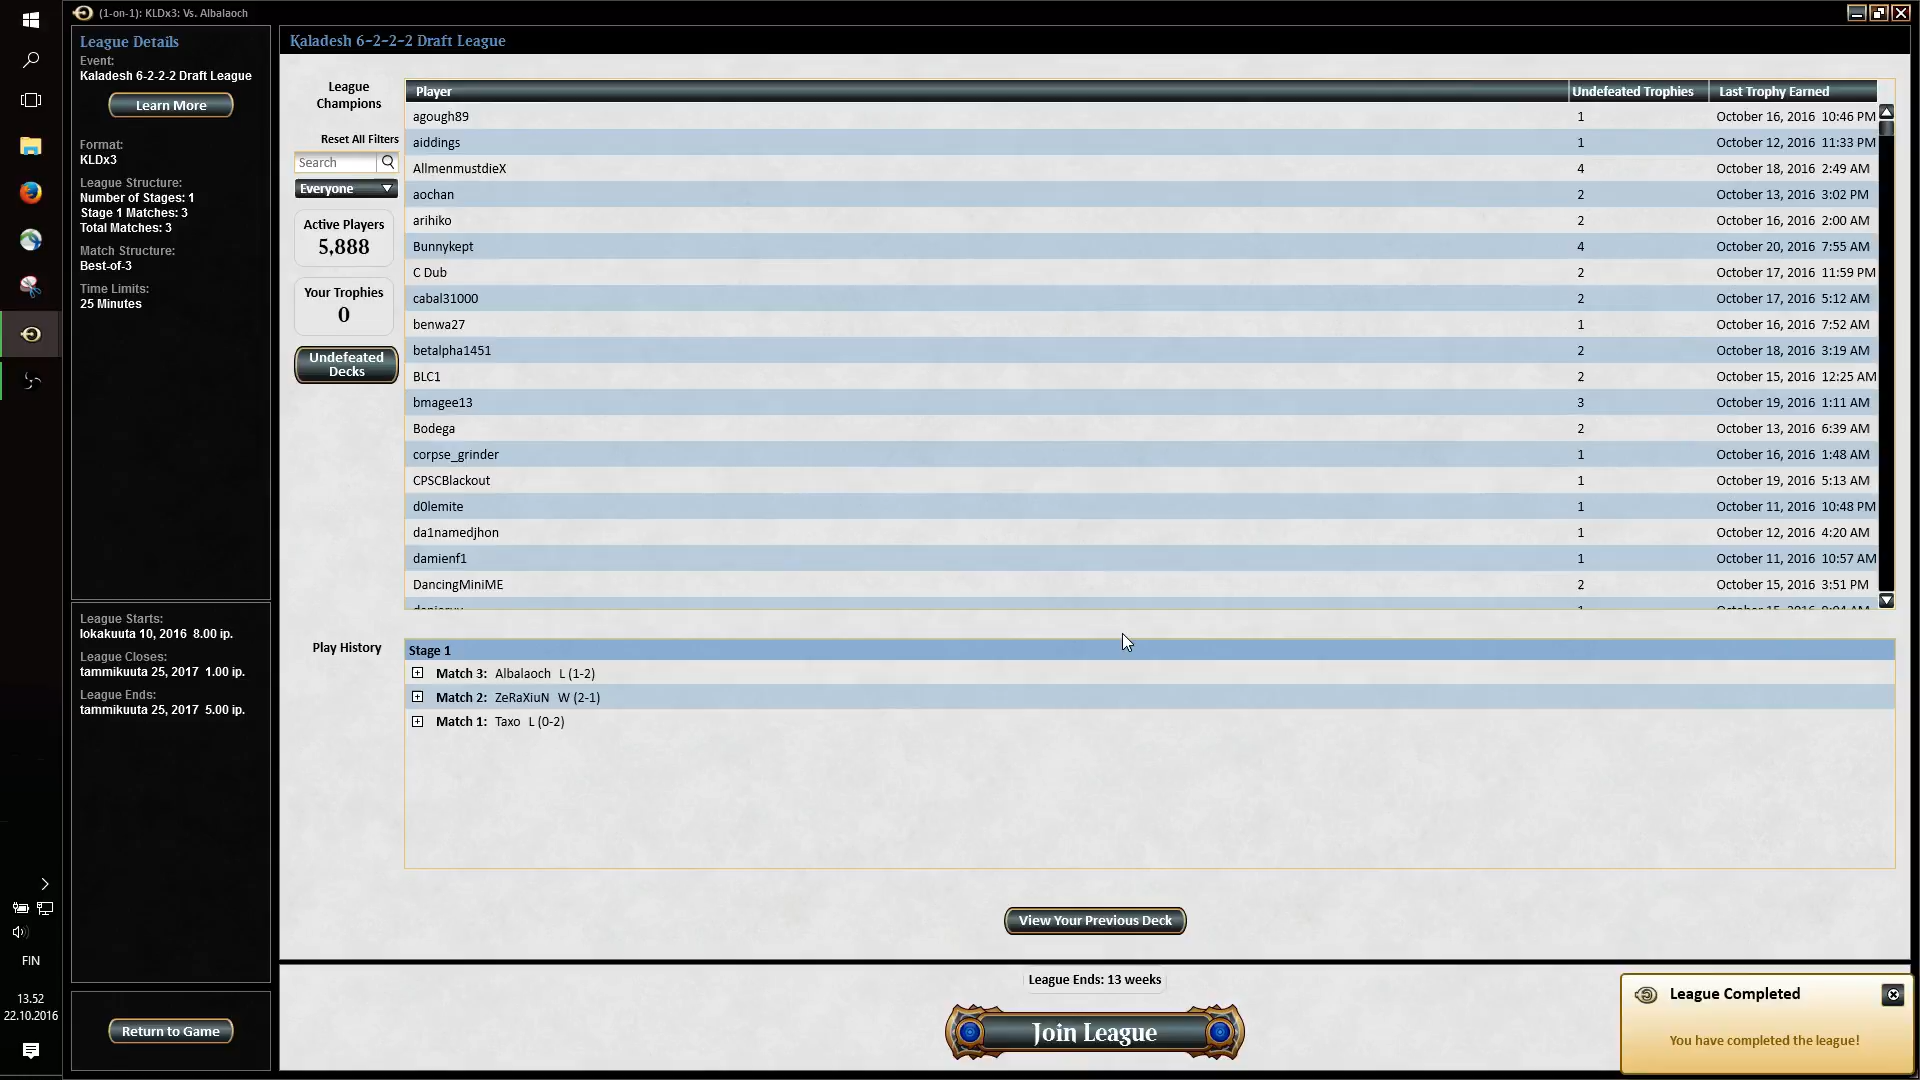 (1-on-1): KLDx3: Vs. Albalaoch
League Details
Event:
Kaladesh 6-2-2-2 Draft League
Learn More
Format:
KLDx3
League Structure:
Number of Stages: 1
Stage 1 Matches: 3
Total Matches: 3
Match Structure:
Best-of-3
Time Limits:
25 Minutes
League Starts:
lokakuuta 10, 2016 8.00 ip.
League Closes:
tammikuuta 25, 2017 1.00 ip.
League Ends:
tammikuuta 25, 2017 5.00 ip.
Return to Game
FIN
13.52
22.10.2016
Kaladesh 6-2-2-2 Draft League
League
Champions
Reset All Filters
Search
Everyone
Active Players
5,888
Your Trophies
0
Undefeated
Decks
Player Undefeated Trophies Last Trophy Earned
agough89 1 October 16, 2016 10:46 PM
aiddings 1 October 12, 2016 11:33 PM
AllmenmustdieX 4 October 18, 2016 2:49 AM
aochan 2 October 13, 2016 3:02 PM
arihiko 2 October 16, 2016 2:00 AM
Bunnykept 4 October 20, 2016 7:55 AM
C Dub 2 October 17, 2016 11:59 PM
cabal31000 2 October 17, 2016 5:12 AM
benwa27 1 October 16, 2016 7:52 AM
betalpha1451 2 October 18, 2016 3:19 AM
BLC1 2 October 15, 2016 12:25 AM
bmagee13 3 October 19, 2016 1:11 AM
Bodega 2 October 13, 2016 6:39 AM
corpse_grinder 1 October 16, 2016 1:48 AM
CPSCBlackout 1 October 19, 2016 5:13 AM
d0lemite 1 October 11, 2016 10:48 PM
da1namedjhon 1 October 12, 2016 4:20 AM
damienf1 1 October 11, 2016 10:57 AM
DancingMiniME 2 October 15, 2016 3:51 PM
Play History
Stage 1
Match 3: Albalaoch L (1-2)
Match 2: ZeRaXiuN W (2-1)
Match 1: Taxo L (0-2)
View Your Previous Deck
League Ends: 13 weeks
Join League
League Completed
You have completed the league!